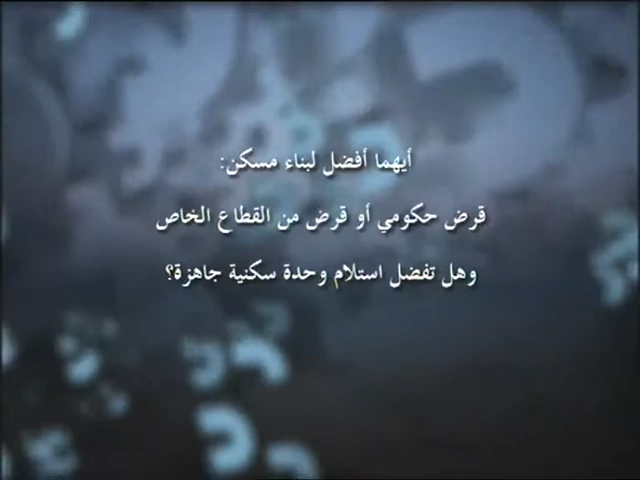 أيهما أفضل لبناء مسكن:
قرض حكومي أو قرض من القطاع الخاص
وهل تفضل استلام وحدة سكنية جاهزة؟